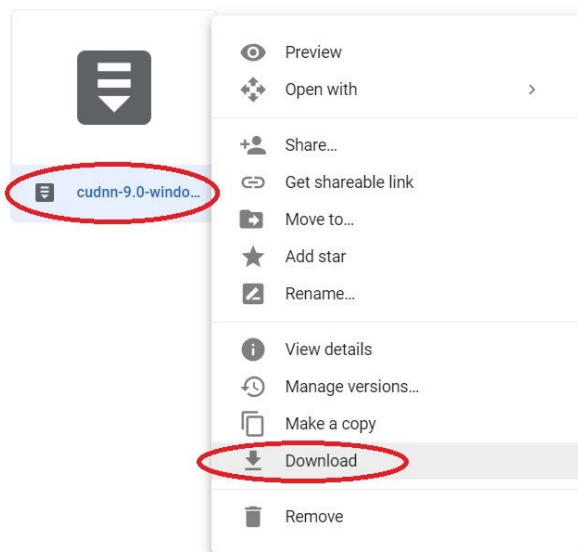 cudnn-9.0-windo...
Preview
Open with
Share...
Get shareable link
Move to...
Add star
Rename...
View details
Manage versions...
Make a copy
Download
Remove